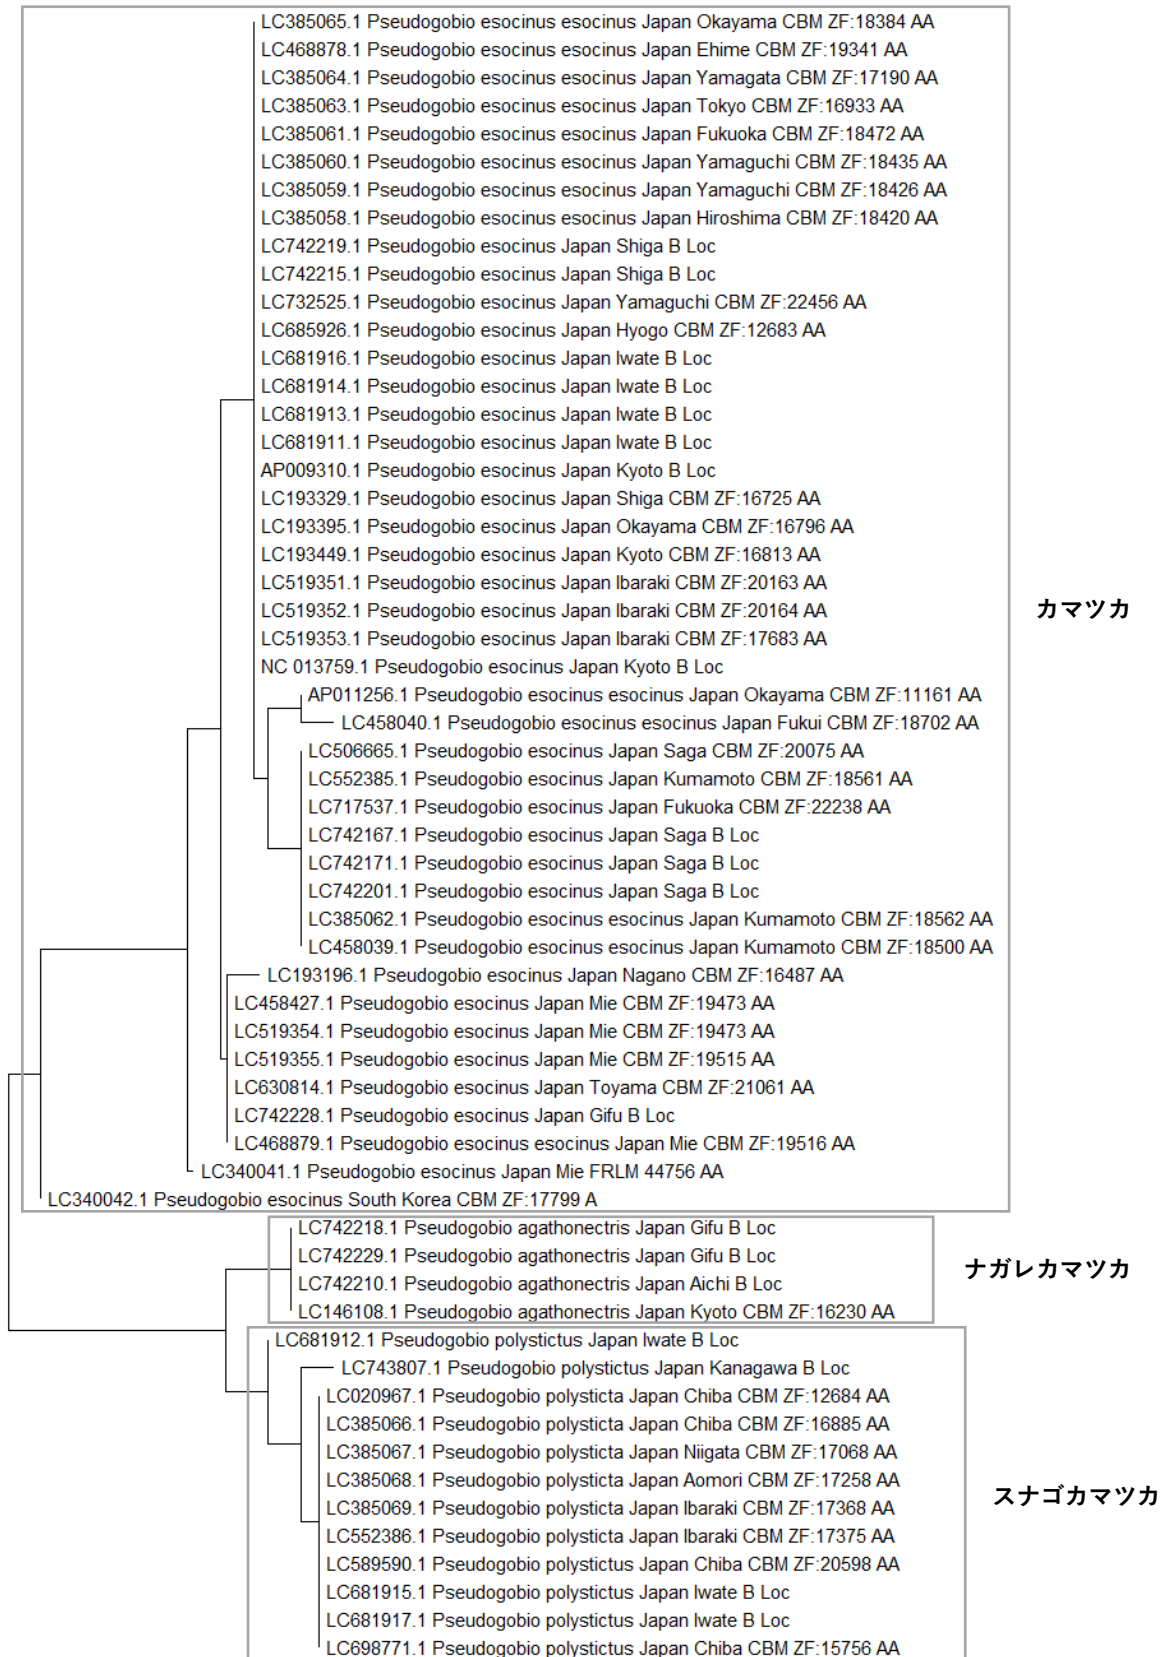 LC385065.1 Pseudogobio esocinus esocinus Japan Okayama CBM ZF:18384 AA
LC468878.1 Pseudogobio esocinus esocinus Japan Ehime CBM ZF:19341 AA
LC385064.1 Pseudogobio esocinus esocinus Japan Yamagata CBM ZF:17190 AA
LC385063.1 Pseudogobio esocinus esocinus Japan Tokyo CBM ZF:16933 AA
LC385061.1 Pseudogobio esocinus esocinus Japan Fukuoka CBM ZF:18472 AA
LC385060.1 Pseudogobio esocinus esocinus Japan Yamaguchi CBM ZF:18435 AA
LC385059.1 Pseudogobio esocinus esocinus Japan Yamaguchi CBM ZF:18426 AA
LC385058.1 Pseudogobio esocinus esocinus Japan Hiroshima CBM ZF:18420 AA
LC742219.1 Pseudogobio esocinus Japan Shiga B Loc
LC742215.1 Pseudogobio esocinus Japan Shiga B Loc
LC732525.1 Pseudogobio esocinus Japan Yamaguchi CBM ZF:22456 AA
LC685926.1 Pseudogobio esocinus Japan Hyogo CBM ZF:12683 AA
LC681916.1 Pseudogobio esocinus Japan Iwate B Loc
LC681914.1 Pseudogobio esocinus Japan Iwate B Loc
LC681913.1 Pseudogobio esocinus Japan Iwate B Loc
LC681911.1 Pseudogobio esocinus Japan Iwate B Loc
AP009310.1 Pseudogobio esocinus Japan Kyoto B Loc
LC193329.1 Pseudogobio esocinus Japan Shiga CBM ZF:16725 AA
LC193395.1 Pseudogobio esocinus Japan Okayama CBM ZF:16796 AA
LC193449.1 Pseudogobio esocinus Japan Kyoto CBM ZF:16813 AA
LC519351.1 Pseudogobio esocinus Japan Ibaraki CBM ZF:20163 AA
LC519352.1 Pseudogobio esocinus Japan Ibaraki CBM ZF:20164 AA
カマツカ
LC519353.1 Pseudogobio esocinus Japan Ibaraki CBM ZF:17683 AA
NC 013759.1 Pseudogobio esocinus Japan Kyoto B Loc
AP011256.1 Pseudogobio esocinus esocinus Japan Okayama CBM ZF:11161 AA
LC458040.1 Pseudogobio esocinus esocinus Japan Fukui CBM ZF:18702 AA
LC506665.1 Pseudogobio esocinus Japan Saga CBM ZF:20075 AA
LC552385.1 Pseudogobio esocinus Japan Kumamoto CBM ZF:18561 AA
LC717537.1 Pseudogobio esocinus Japan Fukuoka CBM ZF:22238 AA
LC742167.1 Pseudogobio esocinus Japan Saga B Loc
LC742171.1 Pseudogobio esocinus Japan Saga B Loc
LC742201.1 Pseudogobio esocinus Japan Saga B Loc
LC385062.1 Pseudogobio esocinus esocinus Japan Kumamoto CBM ZF:18562 AA
LC458039.1 Pseudogobio esocinus esocinus Japan Kumamoto CBM ZF:18500 AA
LC193196.1 Pseudogobio esocinus Japan Nagano CBM ZF:16487 AA
LC458427.1 Pseudogobio esocinus Japan Mie CBM ZF:19473 AA
LC519354.1 Pseudogobio esocinus Japan Mie CBM ZF:19473 AA
LC519355.1 Pseudogobio esocinus Japan Mie CBM ZF:19515 AA
LC630814.1 Pseudogobio esocinus Japan Toyama CBM ZF:21061 AA
LC742228.1 Pseudogobio esocinus Japan Gifu B Loc
LC468879.1 Pseudogobio esocinus esocinus Japan Mie CBM ZF:19516 AA
LC340041.1 Pseudogobio esocinus Japan Mie FRLM 44756 AA
LC340042.1 Pseudogobio esocinus South Korea CBM ZF:17799 A
LC742218.1 Pseudogobio agathonectris Japan Gifu B Loc
LC742229.1 Pseudogobio agathonectris Japan Gifu B Loc
ナガレカマツカ
LC742210.1 Pseudogobio agathonectris Japan Aichi B Loc
LC146108.1 Pseudogobio agathonectris Japan Kyoto CBM ZF:16230 AA
LC681912.1 Pseudogobio polystictus Japan Iwate B Loc
LC743807.1 Pseudogobio polystictus Japan Kanagawa B Loc
LC020967.1 Pseudogobio polysticta Japan Chiba CBM ZF:12684 AA
LC385066.1 Pseudogobio polysticta Japan Chiba CBM ZF:16885 AA
LC385067.1 Pseudogobio polysticta Japan Niigata CBM ZF:17068 AA
LC385068.1 Pseudogobio polysticta Japan Aomori CBM ZF:17258 AA
スナゴカマツカ
LC385069.1 Pseudogobio polysticta Japan Ibaraki CBM ZF:17368 AA
LC552386.1 Pseudogobio polysticta Japan Ibaraki CBM ZF:17375 AA
LC589590.1 Pseudogobio polystictus Japan Chiba CBM ZF:20598 AA
LC681915.1 Pseudogobio polystictus Japan Iwate B Loc
LC681917.1 Pseudogobio polystictus Japan Iwate B Loc
LC698771.1 Pseudogobio polystictus Japan Chiba CBM ZF:15756 AA